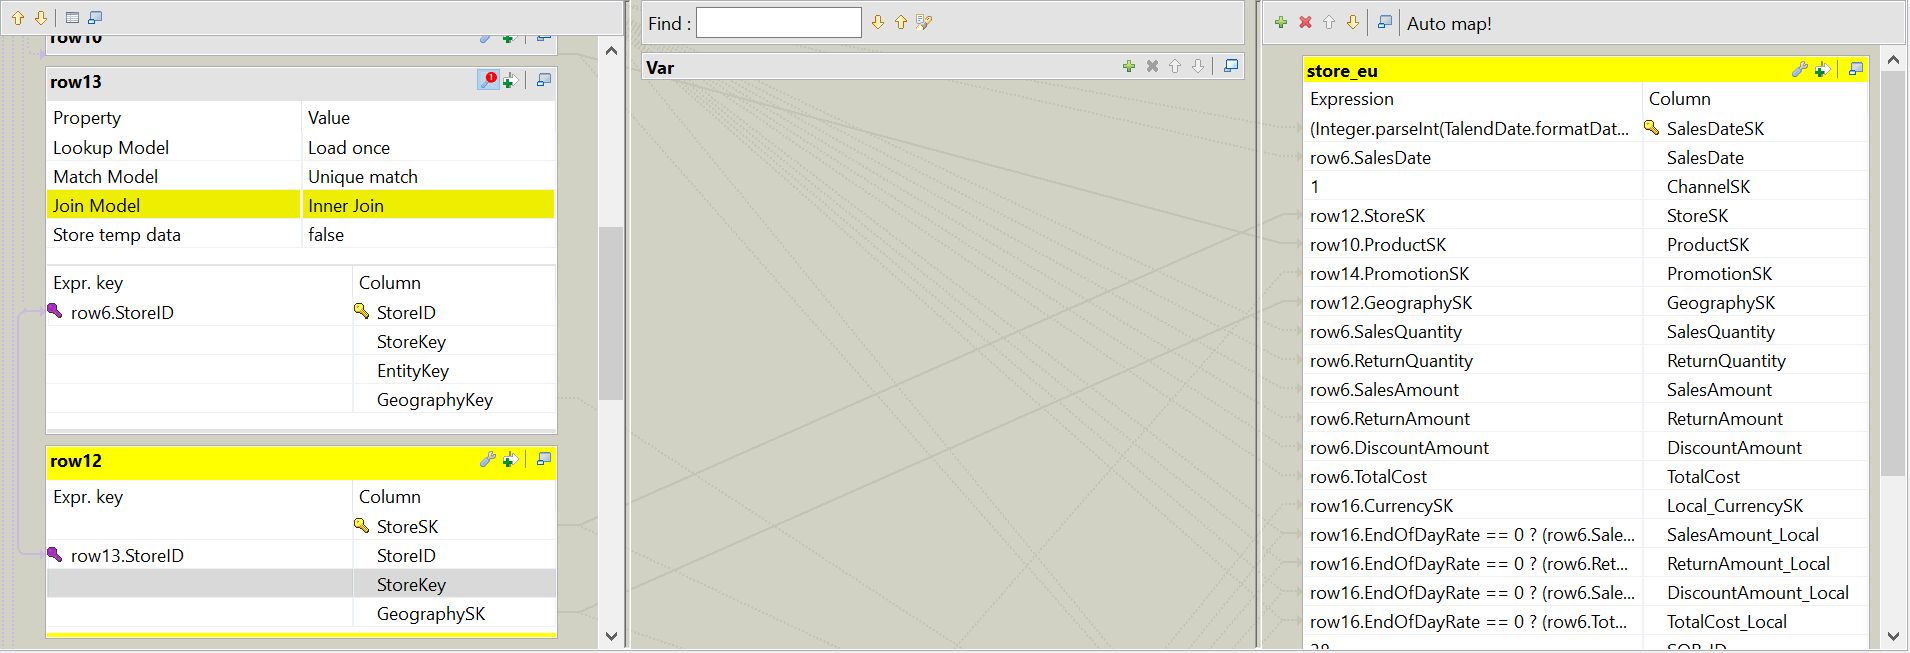 row10
row13
Property Value
Lookup Model Load once
Match Model Unique match
Join Model Inner Join
Store temp data false
Expr. key Column
row6.StoreID StoreID
StoreKey
EntityKey
GeographyKey
row12
Expr. key Column
StoreSK
row13.StoreID StoreID
StoreKey
GeographySK
Find :
Var
Auto map!
store_eu
Expression Column
(Integer.parseInt(TalendDate.formatDat... SalesDateSK
row6.SalesDate SalesDate
1 ChannelSK
row12.StoreSK StoreSK
row10.ProductSK ProductSK
row14.PromotionSK PromotionSK
row12.GeographySK GeographySK
row6.SalesQuantity SalesQuantity
row6.ReturnQuantity ReturnQuantity
row6.SalesAmount SalesAmount
row6.ReturnAmount ReturnAmount
row6.DiscountAmount DiscountAmount
row6.TotalCost TotalCost
row16.CurrencySK Local_CurrencySK
row16.EndOfDayRate == 0 ? (row6.Sale... SalesAmount_Local
row16.EndOfDayRate == 0 ? (row6.Ret... ReturnAmount_Local
row16.EndOfDayRate == 0 ? (row6.Sale... DiscountAmount_Local
row16.EndOfDayRate == 0 ? (row6.Tot... TotalCost_Local